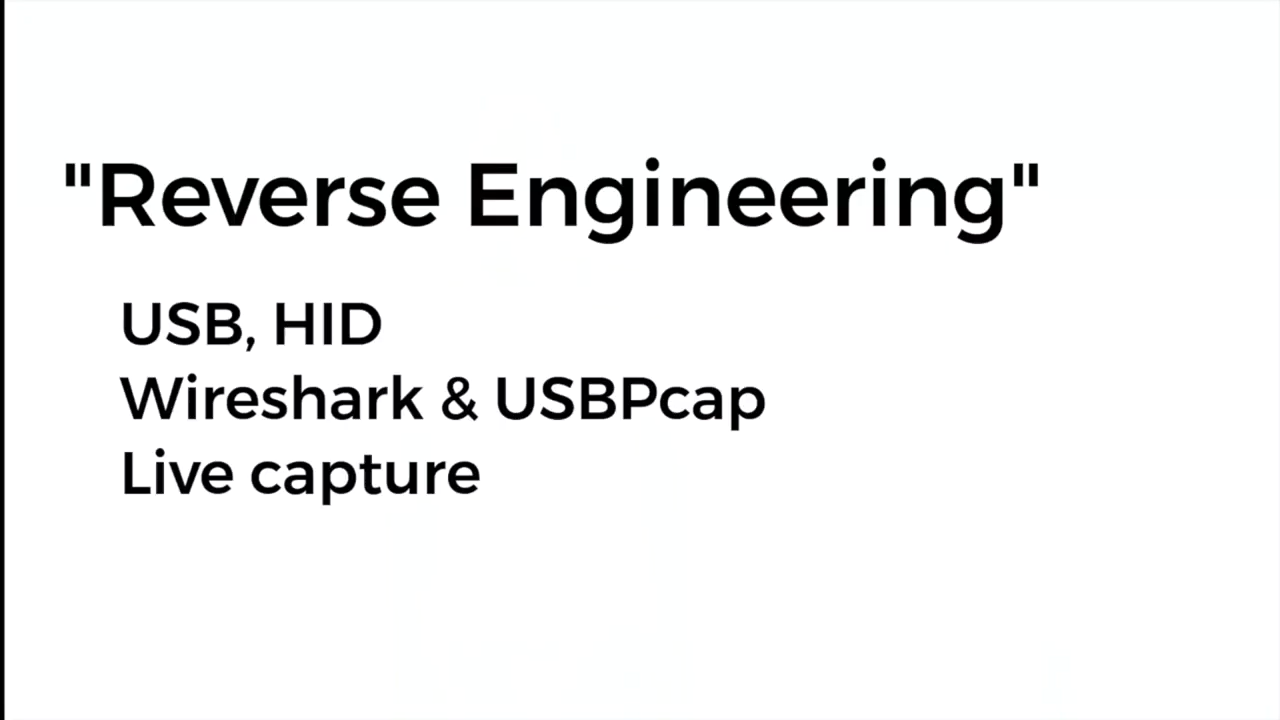 "Reverse Engineering"
USB, HID
Wireshark & USBPcap
Live capture